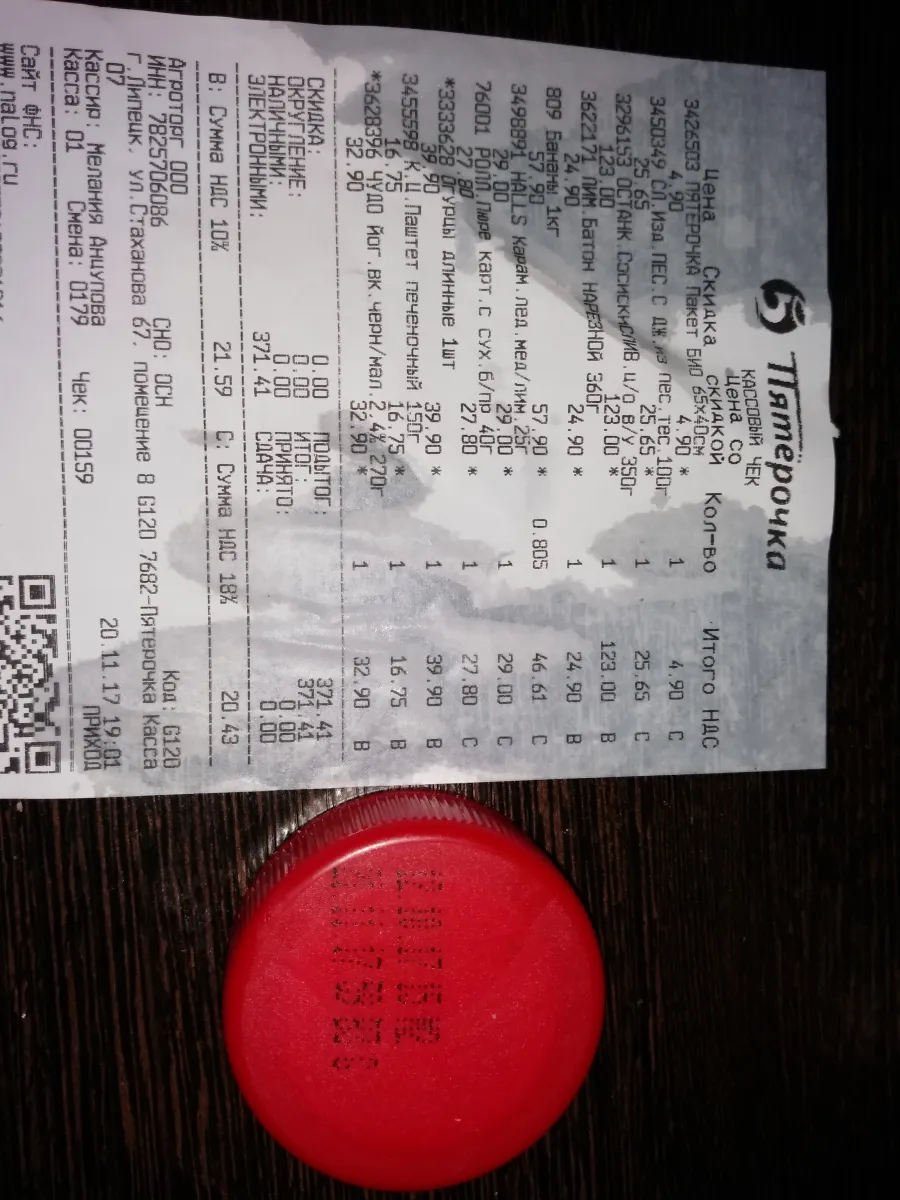 Пятёрочка
КАССОВЫЙ ЧЕК
Цена Скидка Цена со скидкой Кол-во Итого НДС
3426503 ПЯТЕРОЧКА Пакет БИО 65х40см
4.90 4.90 * 1 4.90 С
3450349 СЛ.ИЗД.ПЕС.С ДЖ.из пес.тес.100г
25.65 25.65 * 1 25.65 С
3296153 ОСТАНК.СосискиСЛИВ.ц/о в/у 350г
123.00 123.00 * 1 123.00 В
3622171 ЛИМ.Батон НАРЕЗНОЙ 360г
24.90 24.90 * 1 24.90 В
809 Бананы 1кг
57.90 57.90 * 0.805 46.61 С
3498891 HALLS Карам.лед.мед/лим.25г
29.00 29.00 * 1 29.00 С
76001 РОЛЛ Пюре карт.с сух.б/пр 40г
27.80 27.80 * 1 27.80 С
*3333628 Огурцы длинные 1шт
39.90 39.90 * 1 39.90 В
3455598 К.Ц.Паштет печеночный 150г
16.75 16.75 * 1 16.75 В
*3628396 ЧУДО Йог.вк.черн/мал.2,4% 270г
32.90 32.90 * 1 32.90 В
СКИДКА: 0.00 ПОДЫТОГ: 371.41
ОКРУГЛЕНИЕ: 0.00 ИТОГ: 371.41
НАЛИЧНЫМИ: 0.00 ПРИНЯТО: 0.00
ЭЛЕКТРОННЫМИ: 371.41 СДАЧА: 0.00
В: Сумма НДС 10% 21.59 С: Сумма НДС 18% 20.43
Агроторг ООО Код: G120
ИНН: 7825706086 СНО: ОСН
г.Липецк, ул.Стаханова 67, помещение 8 G120 7682-Пятерочка Касса
07 20.11.17 19:01
Кассир: Мелания Анцупова ПРИХОД
Касса: 01 Смена: 0179 Чек: 00159
Сайт ФНС:
www.nalog.ru